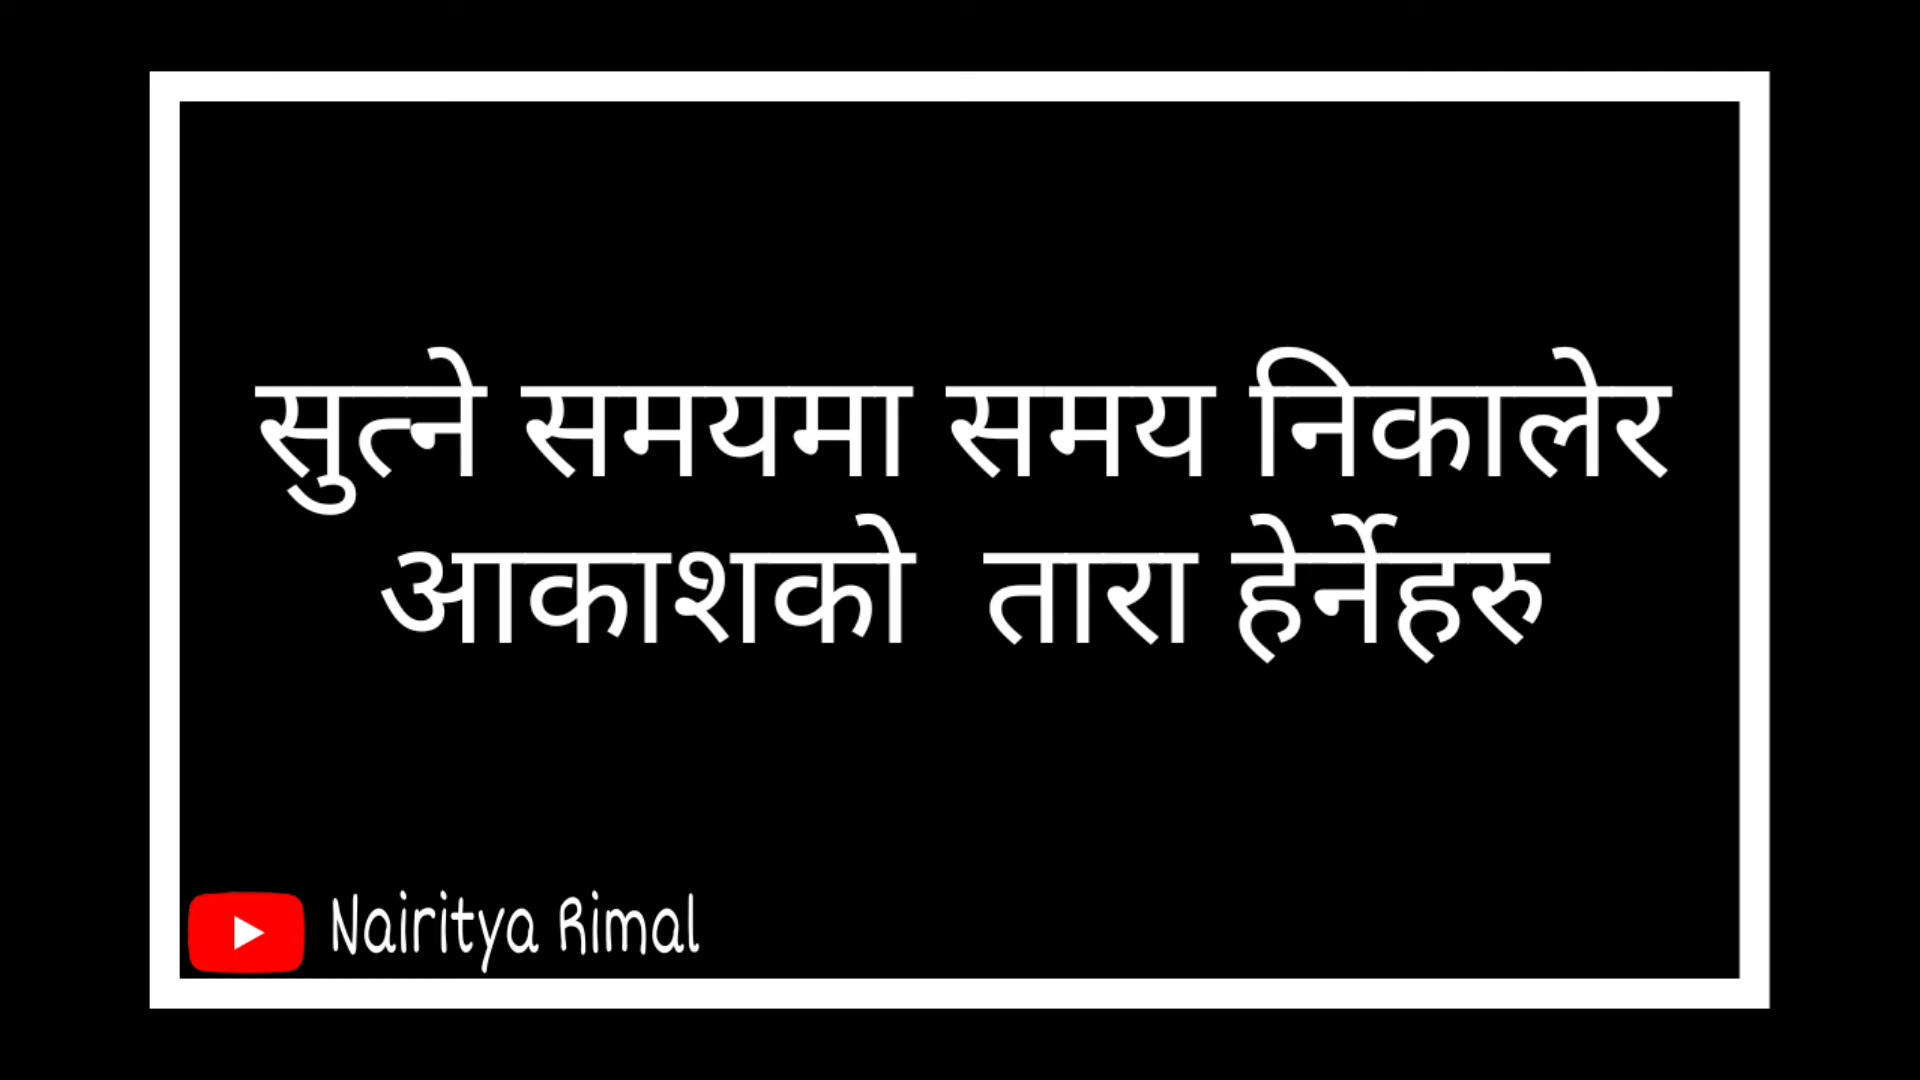 सुत्ने समयमा समय निकालेर
आकाशको  तारा हेर्नेहरु
Nairitya Rimal